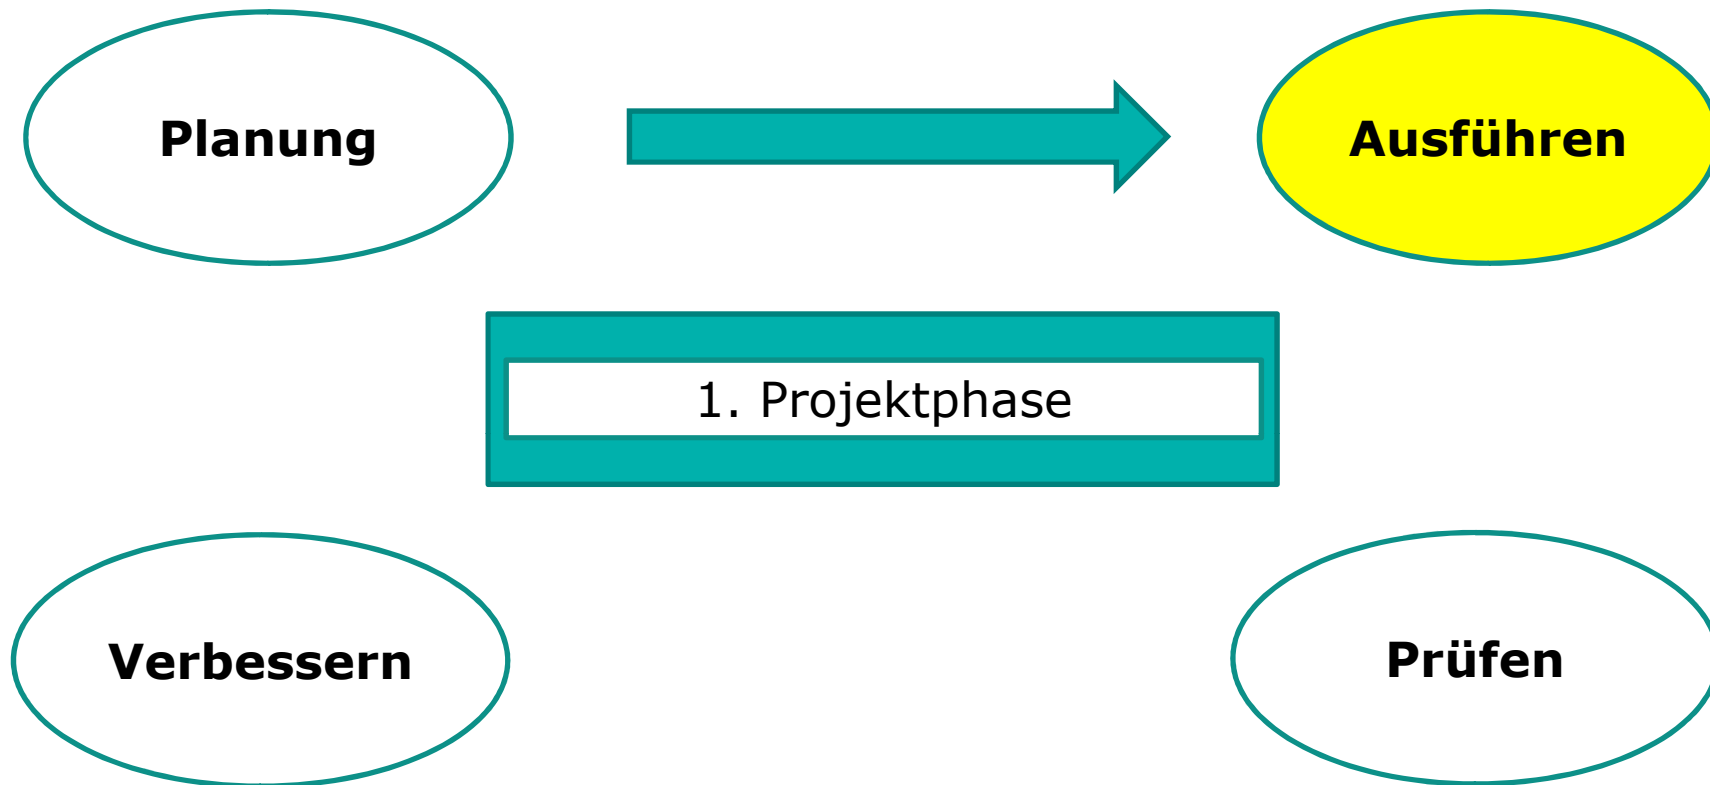 Planung
Ausführen
1. Projektphase
Verbessern
Prüfen